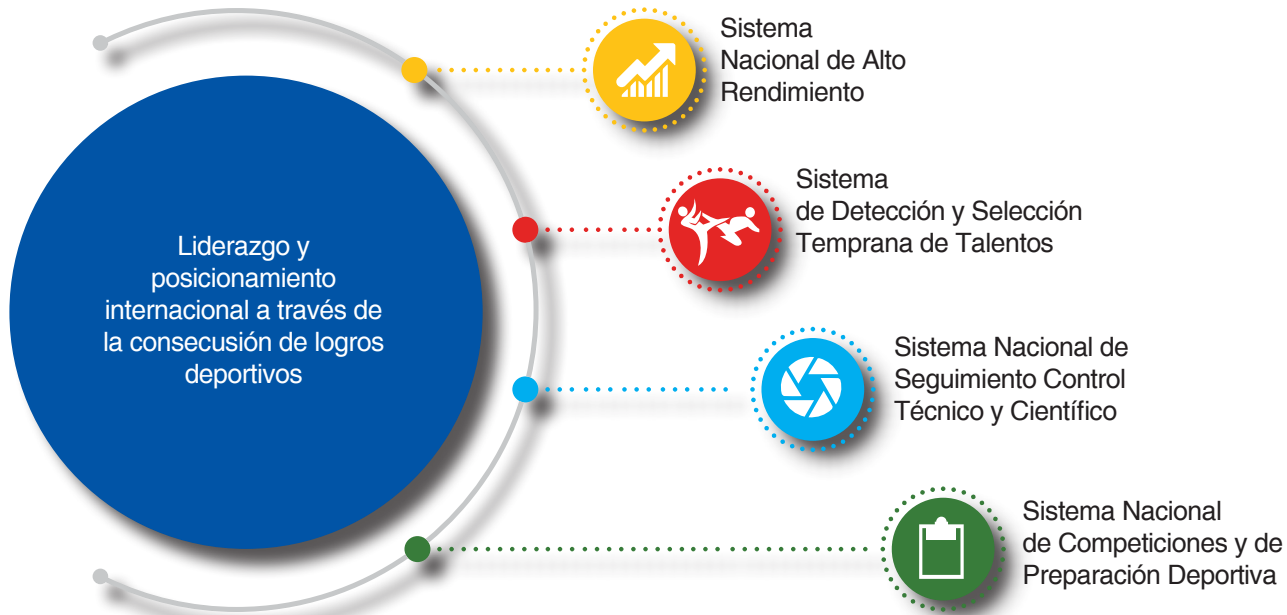 Liderazgo y
posicionamiento
internacional a través de
la consecusión de logros
deportivos
Sistema
Nacional de Alto
Rendimiento
Sistema
de Detección y Selección
Temprana de Talentos
Sistema Nacional de
Seguimiento Control
Técnico y Científico
Sistema Nacional
de Competiciones y de
Preparación Deportiva